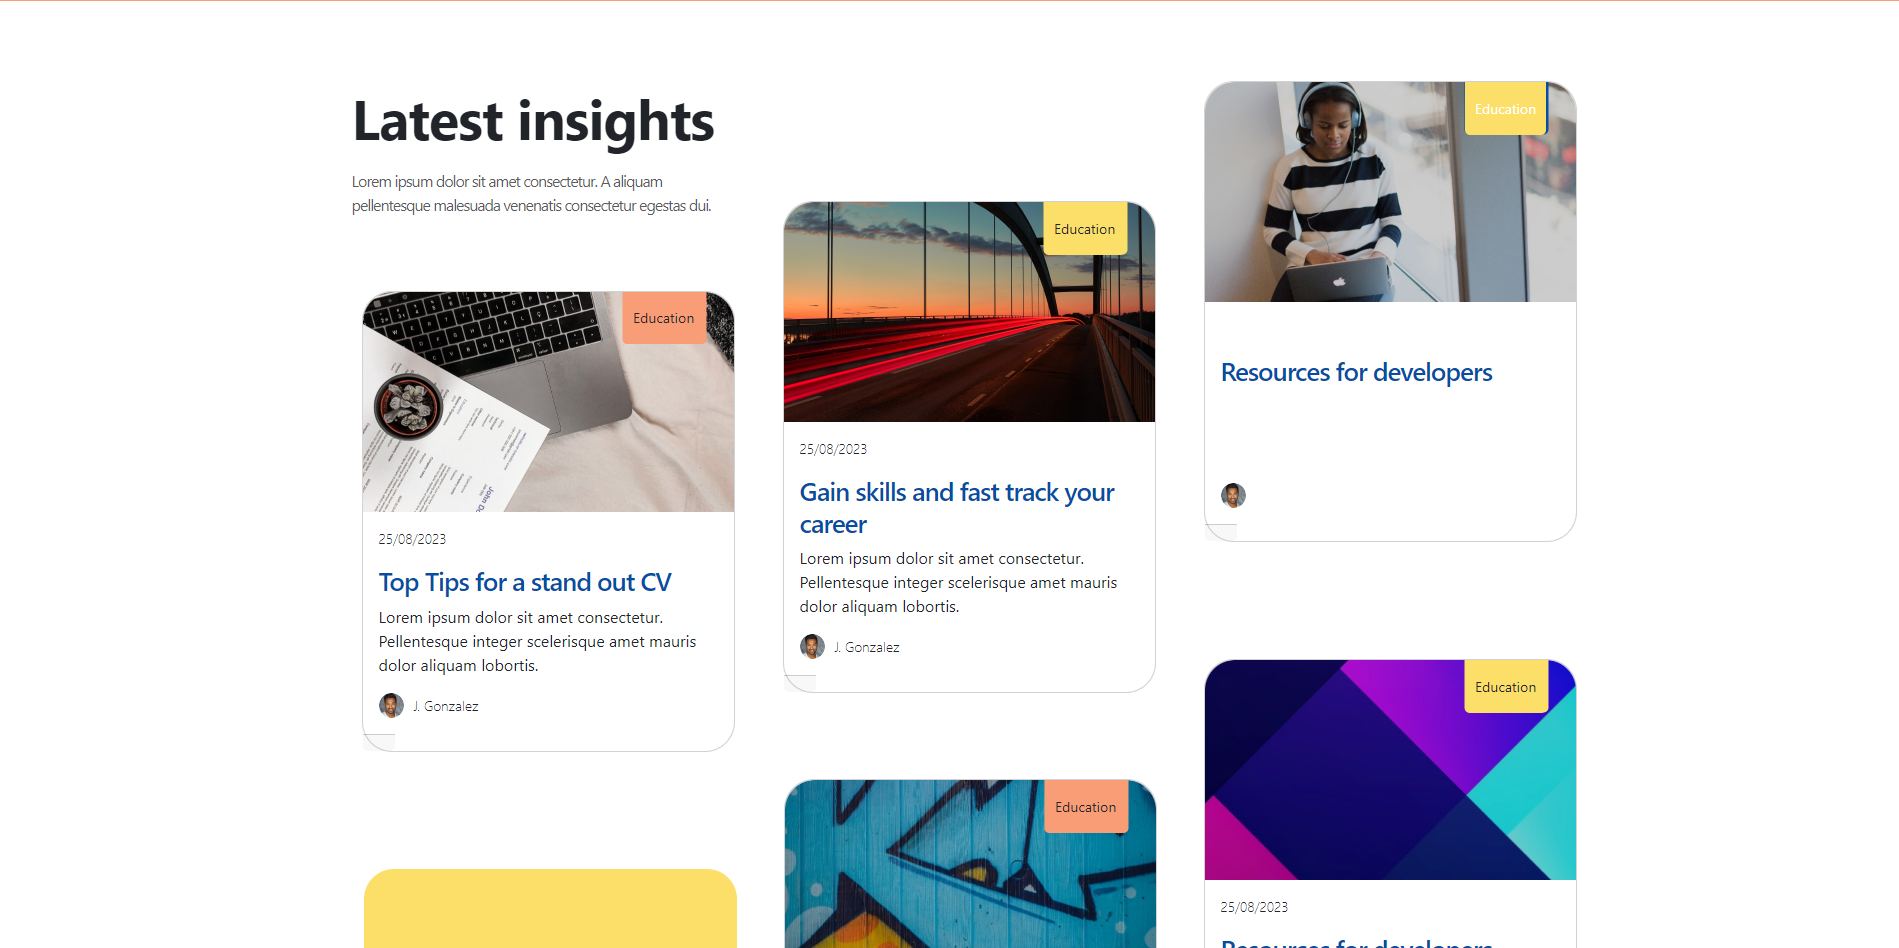 Latest insights
Lorem ipsum dolor sit amet consectetur. A aliquam
pellentesque malesuada venenatis consectetur egestas dui.
Education
25/08/2023
Top Tips for a stand out CV
Lorem ipsum dolor sit amet consectetur.
Pellentesque integer scelerisque amet mauris
dolor aliquam lobortis.
J. Gonzalez
Education
25/08/2023
Gain skills and fast track your
career
Lorem ipsum dolor sit amet consectetur.
Pellentesque integer scelerisque amet mauris
dolor aliquam lobortis.
J. Gonzalez
Education
Education
Resources for developers
Education
25/08/2023
Resources for developers